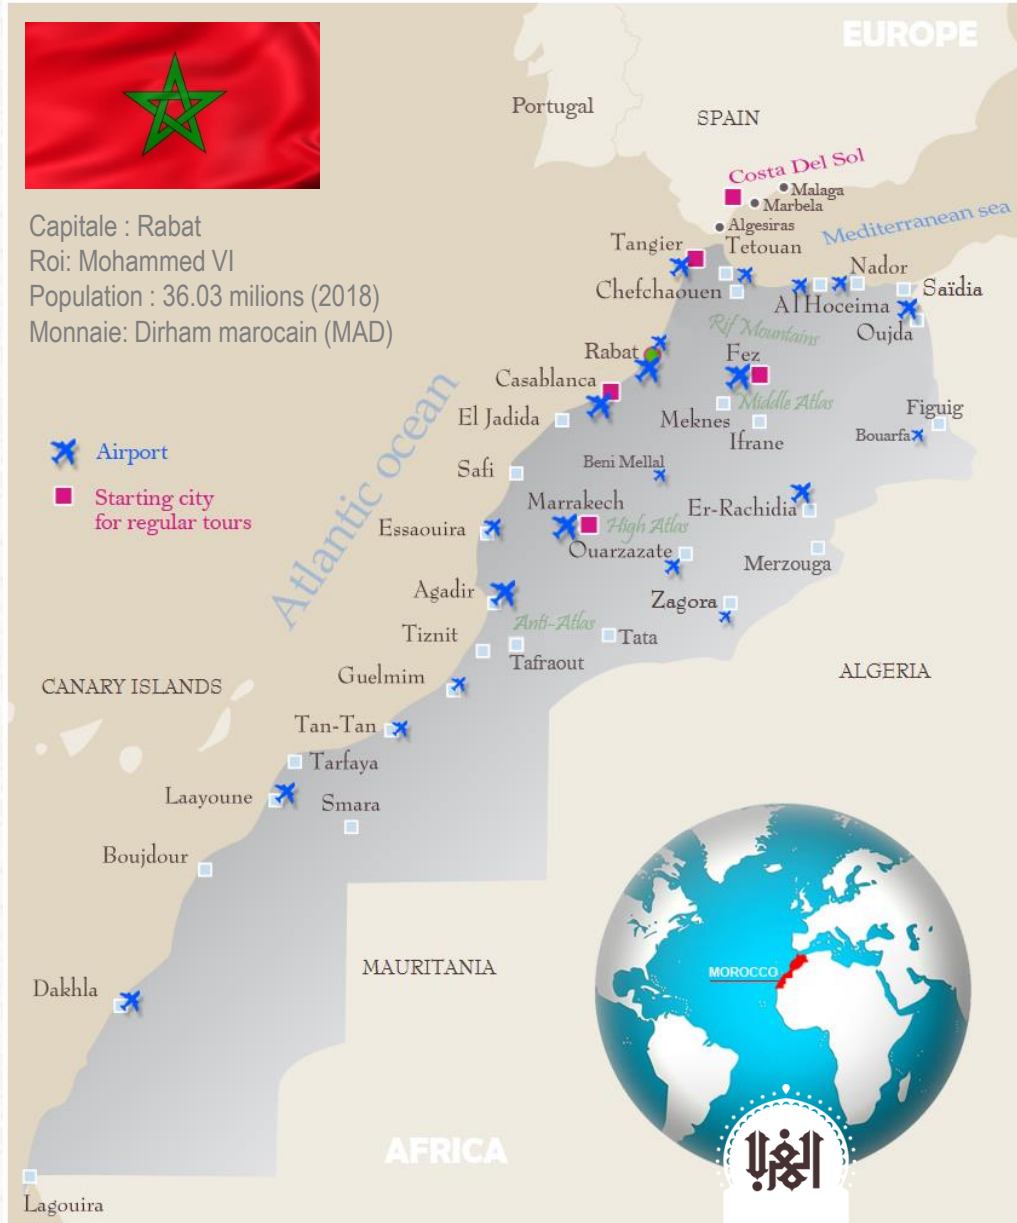 EUROPE
Portugal
SPAIN
Costa Del Sol
Malaga
Marbela
Algesiras
Mediterranean sea
Capitale : Rabat
Roi: Mohammed VI
Population : 36.03 milions (2018)
Monnaie: Dirham marocain (MAD)
Tangier
Tetouan
Chefchaouen
Nador
Al Hoceima
Saïdia
Oujda
Rif Mountains
Rabat
Fez
Casablanca
Middle Atlas
El Jadida
Meknes
Ifrane
Figuig
Bouarfa
Atlantic ocean
Airport
Starting city
for regular tours
Safi
Beni Mellal
Marrakech
High Atlas
Er-Rachidia
Essaouira
Ouarzazate
Merzouga
Agadir
Zagora
Anti-Atlas
Tiznit
Tafraout
Tata
ALGERIA
Guelmim
CANARY ISLANDS
Tan-Tan
Tarfaya
Laayoune
Smara
Boujdour
MAURITANIA
MOROCCO
Dakhla
AFRICA
المغرب
Lagouira